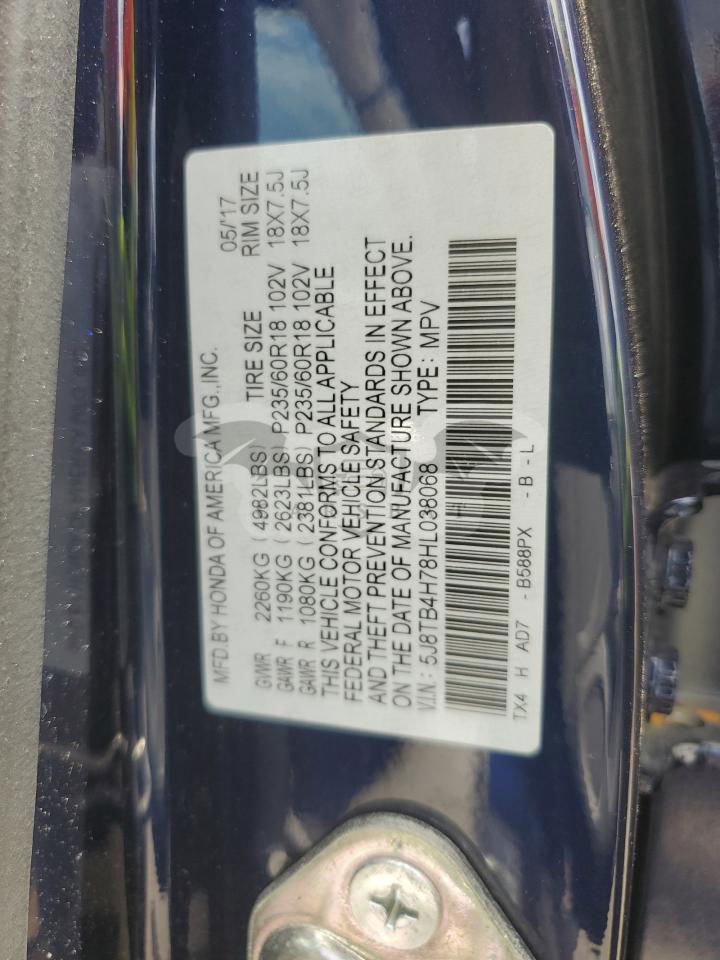 MFD.BY HONDA OF AMERICA MFG.,INC. 05/'17
TIRE SIZE RIM SIZE
GVWR 2260KG (4982LBS)
GAWR F 1190KG (2623LBS) P235/60R18 102V 18X7.5J
GAWR R 1080KG (2381LBS) P235/60R18 102V 18X7.5J
THIS VEHICLE CONFORMS TO ALL APPLICABLE
FEDERAL MOTOR VEHICLE SAFETY
AND THEFT PREVENTION STANDARDS IN EFFECT
ON THE DATE OF MANUFACTURE SHOWN ABOVE.
V.I.N.: 5J8TB4H78HL038068 TYPE: MPV
TX4 H AD7 - B588PX - B - L